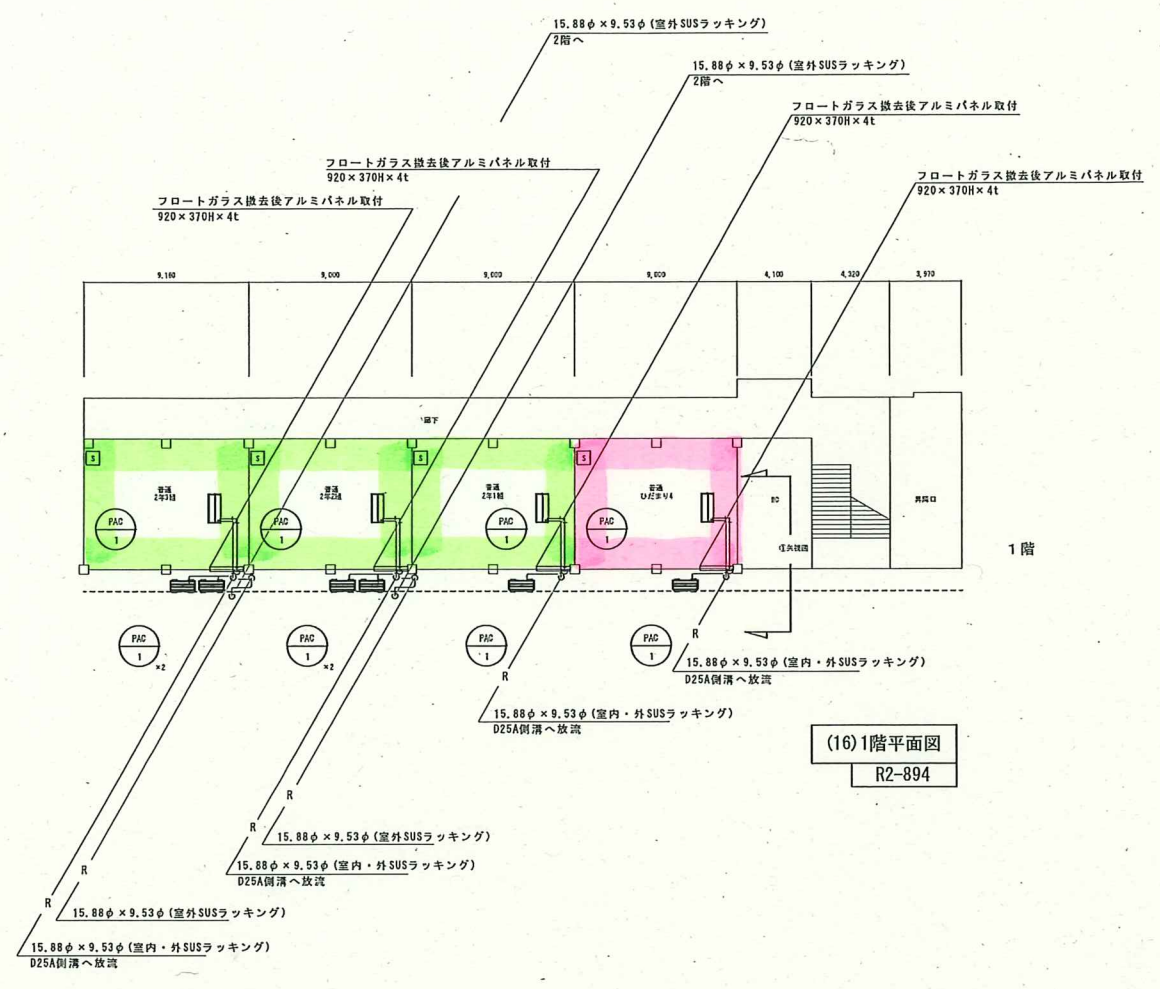 15.88φ×9.53φ(室外SUSラッキング)
2階へ
15.88φ×9.53φ(室外SUSラッキング)
2階へ
フロートガラス撤去後アルミパネル取付
920×370H×4t
フロートガラス撤去後アルミパネル取付
920×370H×4t
フロートガラス撤去後アルミパネル取付
920×370H×4t
フロートガラス撤去後アルミパネル取付
920×370H×4t
9,160 9,000 9,000 9,000 4,100 4,320 3,970
廊下
S S S S
普通
2年3組
普通
2年2組
普通
2年1組
普通
ひだまり4
昇降口
PAC
1
PAC
1
PAC
1
PAC
1
矢視図
1階
PAC
1
×2
PAC
1
×2
PAC
1
PAC
1
R
15.88φ×9.53φ(室内・外SUSラッキング)
D25A側溝へ放流
R
15.88φ×9.53φ(室内・外SUSラッキング)
D25A側溝へ放流
(16)1階平面図
R2-894
R
15.88φ×9.53φ(室外SUSラッキング)
R
15.88φ×9.53φ(室内・外SUSラッキング)
D25A側溝へ放流
R
15.88φ×9.53φ(室外SUSラッキング)
R
15.88φ×9.53φ(室内・外SUSラッキング)
D25A側溝へ放流